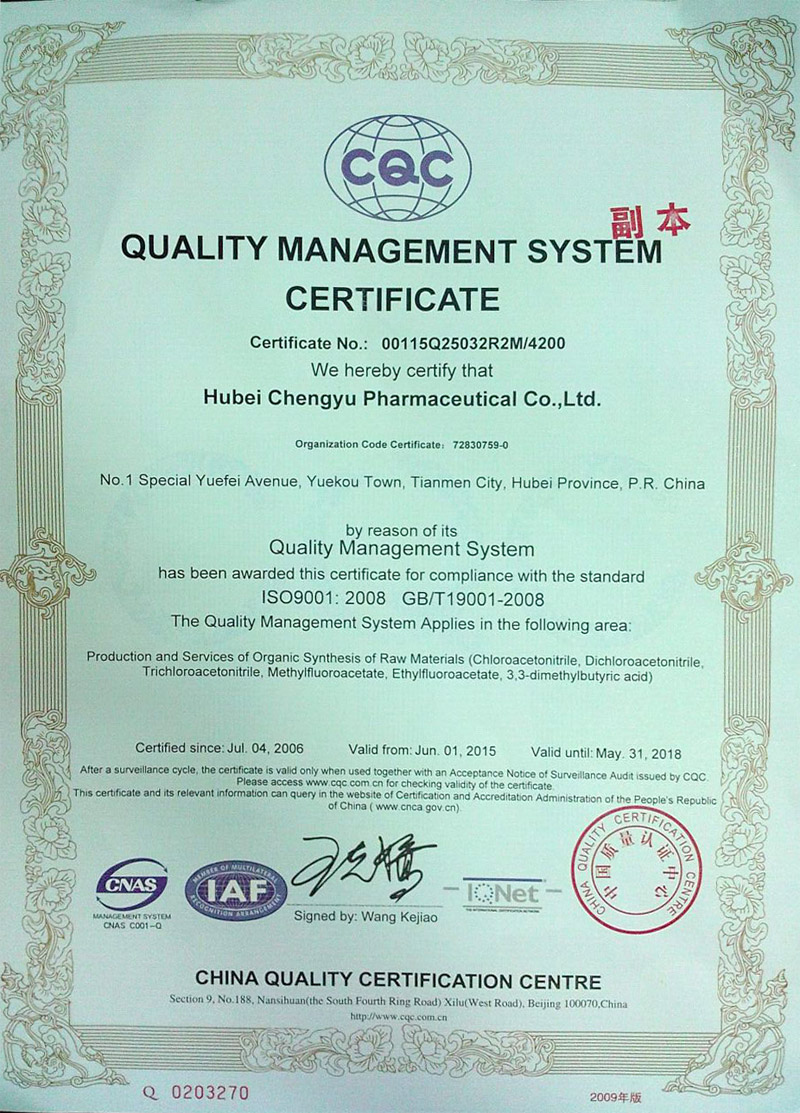 CQC
副本
QUALITY MANAGEMENT SYSTEM
CERTIFICATE
Certificate No.: 00115Q25032R2M/4200
We hereby certify that
Hubei Chengyu Pharmaceutical Co.,Ltd.
Organization Code Certificate: 72830759-0
No.1 Special Yuefei Avenue, Yuekou Town, Tianmen City, Hubei Province, P.R. China
by reason of its
Quality Management System
has been awarded this certificate for compliance with the standard
ISO9001: 2008 GB/T19001-2008
The Quality Management System Applies in the following area:
Production and Services of Organic Synthesis of Raw Materials (Chloroacetonitrile, Dichloroacetonitrile,
Trichloroacetonitrile, Methylfluoroacetate, Ethylfluoroacetate, 3,3-dimethylbutyric acid)
Certified since: Jul. 04, 2006 Valid from: Jun. 01, 2015 Valid until: May. 31, 2018
After a surveillance cycle, the certificate is valid only when used together with an Acceptance Notice of Surveillance Audit issued by CQC.
Please access www.cqc.com.cn for checking validity of the certificate.
This certificate and its relevant information can query in the website of Certification and Accreditation Administration of the People's Republic
of China ( www.cnca.gov.cn).
CNAS
MANAGEMENT SYSTEM
CNAS C001-Q
MEMBER OF MULTILATERAL
IAF
RECOGNITION ARRANGEMENT
Signed by: Wang Kejiao
IQNet
THE INTERNATIONAL CERTIFICATION NETWORK
CHINA QUALITY CERTIFICATION CENTRE
中国质量认证中心
CHINA QUALITY CERTIFICATION CENTRE
Section 9, No.188, Nansihuan(the South Fourth Ring Road) Xilu(West Road), Beijing 100070,China
http://www.cqc.com.cn
Q 0203270
2009年版